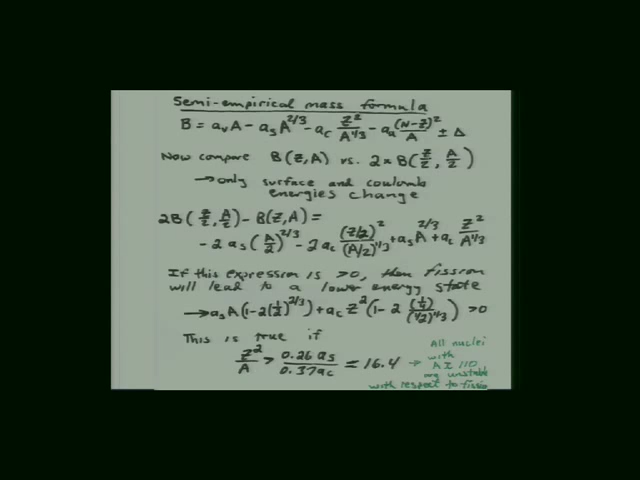 Semi-empirical mass formula
B = a_v A - a_s A^{2/3} - a_c Z^2/A^{1/3} - a_a (N-Z)^2/A ± Δ
Now compare B(Z,A) vs. 2 × B(Z/2, A/2)
→ only surface and coulomb
energies change
2B(Z/2, A/2) - B(Z,A) =
- 2 a_s (A/2)^{2/3} - 2 a_c (Z/2)^2/(A/2)^{1/3} + a_s A^{2/3} + a_c Z^2/A^{1/3}
If this expression is >0, then fission
will lead to a lower energy state
→ a_s A(1-2(1/2)^{2/3}) + a_c Z^2 (1-2 (1/4)/(1/2)^{1/3}) >0
This is true if
Z^2/A > 0.26 a_s/0.37 a_c = 16.4 →
All nuclei
with
A ≥ 110
are unstable
with respect to fissio